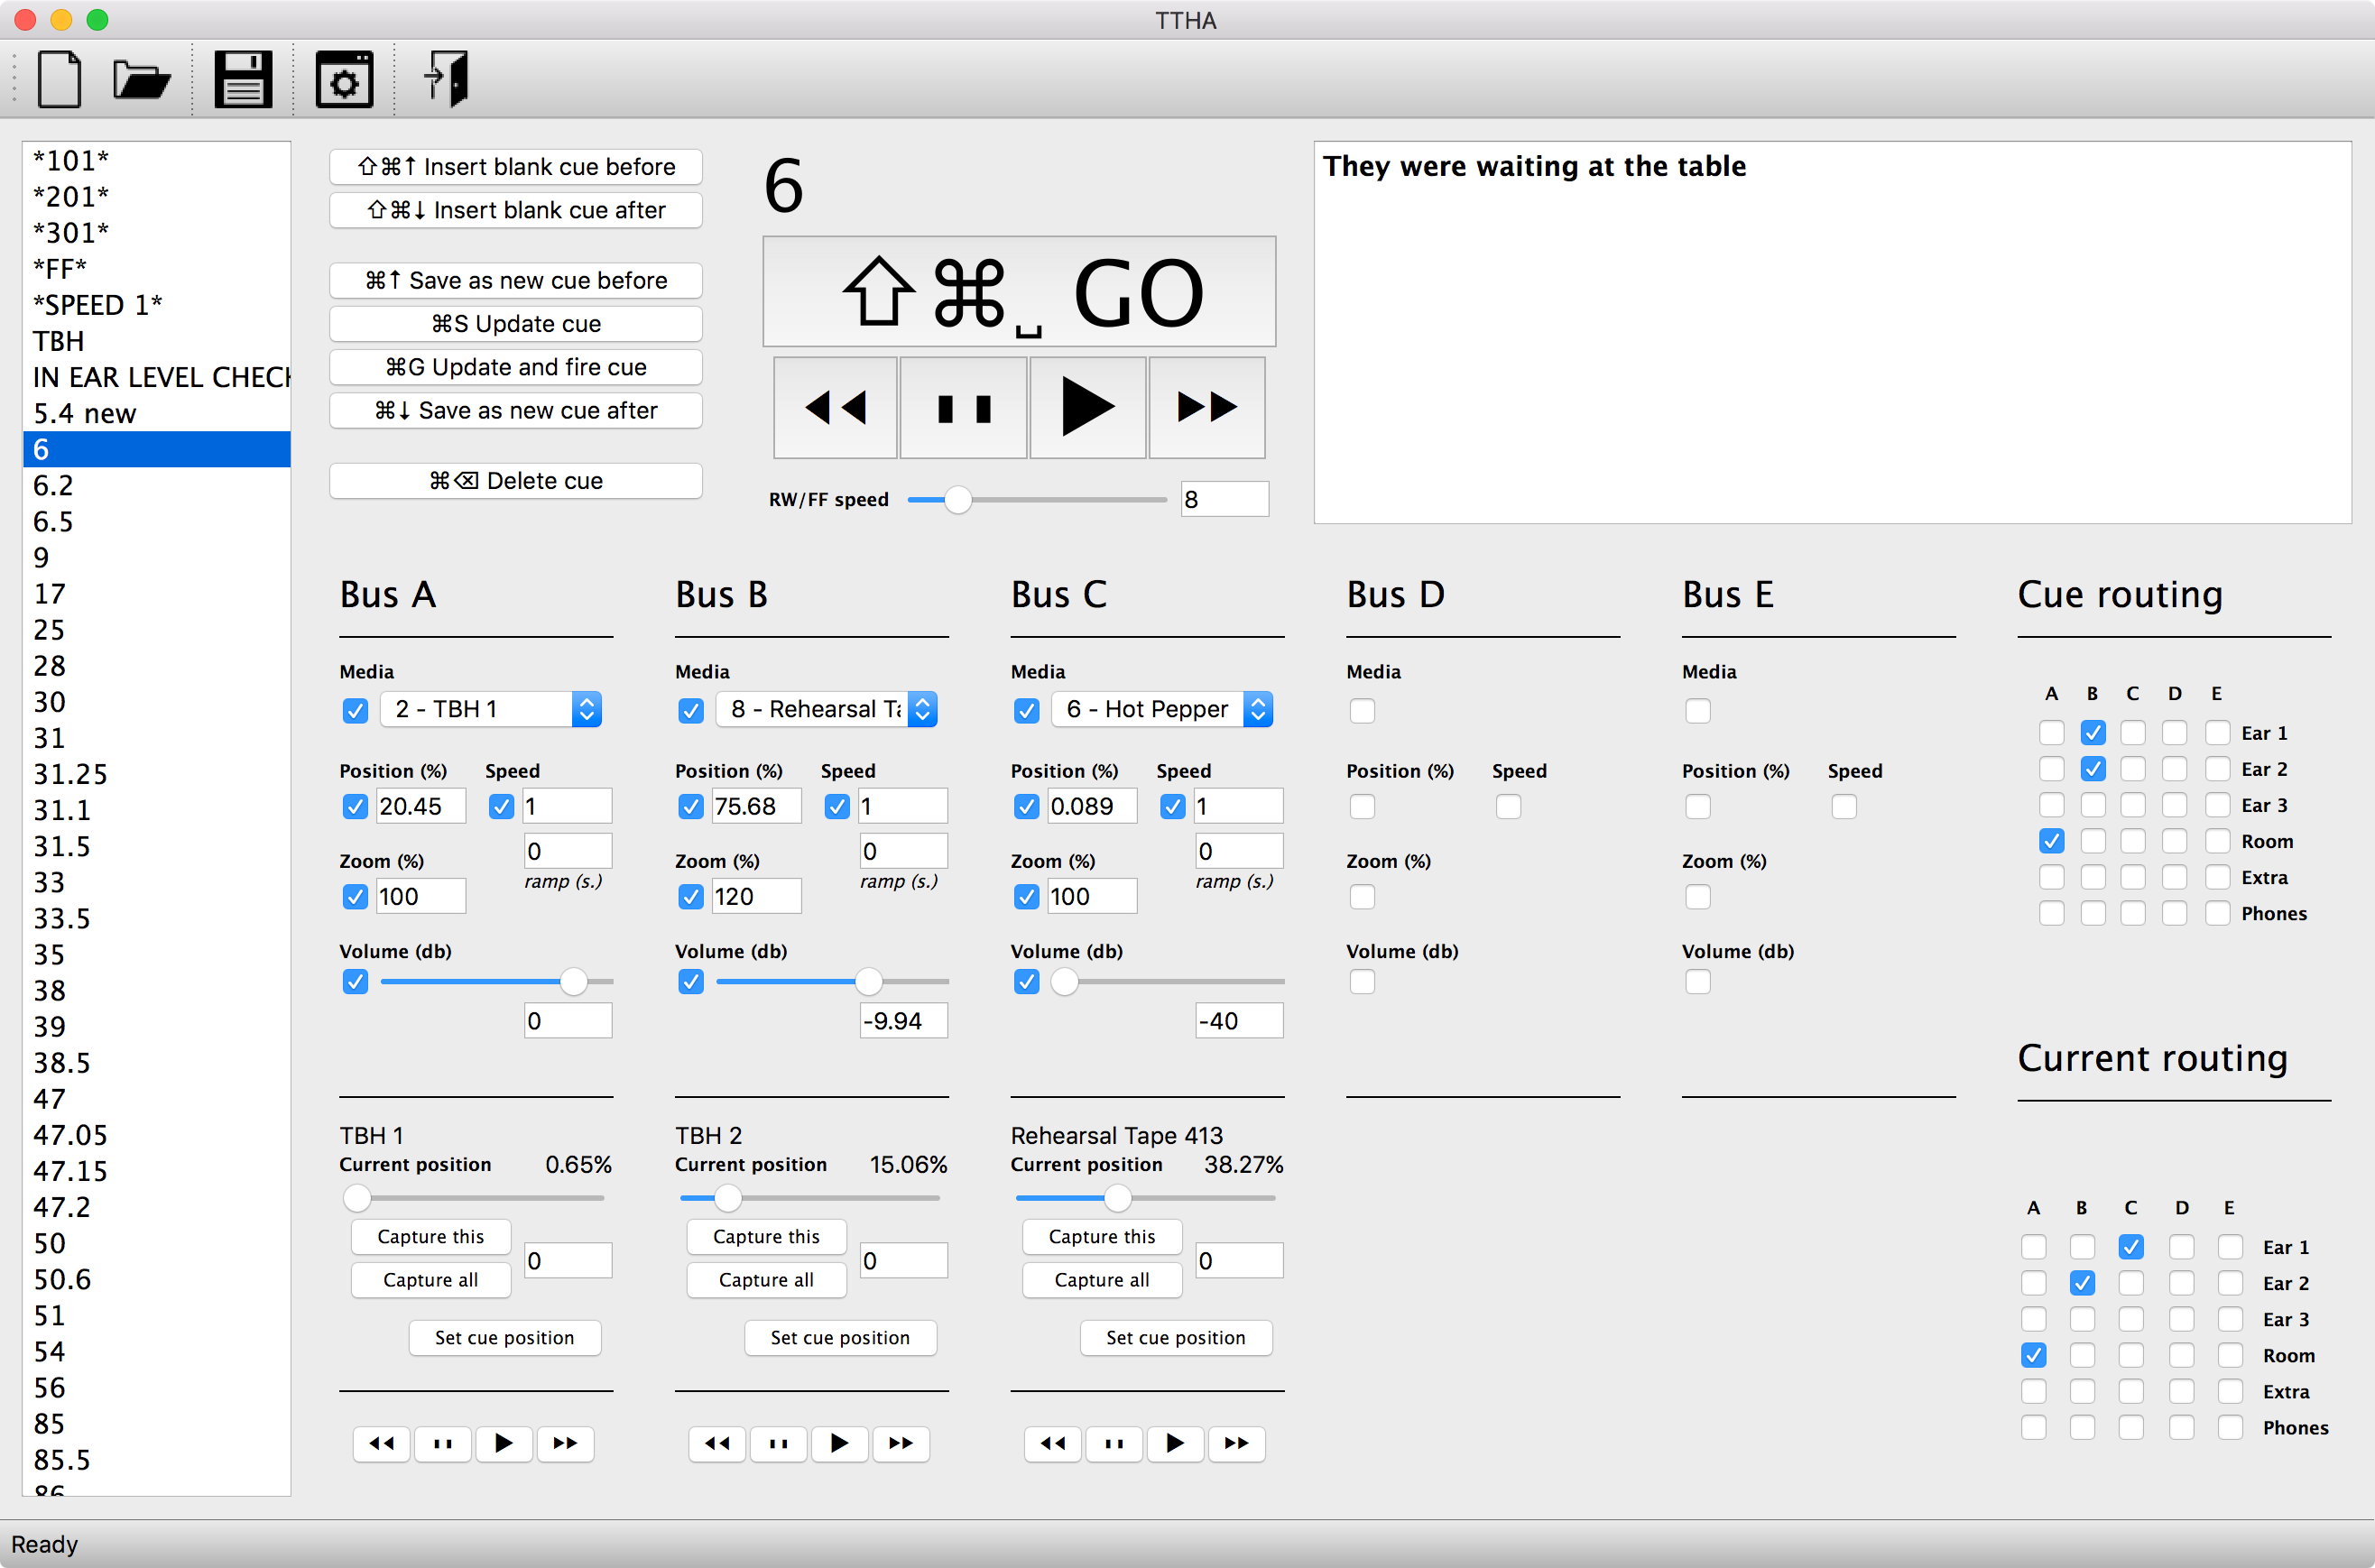 TTHA
*101*
*201*
*301*
*FF*
*SPEED 1*
TBH
IN EAR LEVEL CHECK
5.4 new
6
6.2
6.5
9
17
25
28
30
31
31.25
31.1
31.5
33
33.5
35
38
39
38.5
47
47.05
47.15
47.2
50
50.6
51
54
56
85
85.5
86
⇧⌘↑ Insert blank cue before
⇧⌘↓ Insert blank cue after
⌘↑ Save as new cue before
⌘S Update cue
⌘G Update and fire cue
⌘↓ Save as new cue after
⌘⌫ Delete cue
6
⇧⌘␣ GO
RW/FF speed 8
They were waiting at the table
Bus A
Media
2 - TBH 1
Position (%) Speed
20.45 1
0
Zoom (%)
ramp (s.)
100
Volume (db)
0
TBH 1
Current position 0.65%
Capture this
0
Capture all
Set cue position
Bus B
Media
8 - Rehearsal Ta
Position (%) Speed
75.68 1
0
Zoom (%)
ramp (s.)
120
Volume (db)
-9.94
TBH 2
Current position 15.06%
Capture this
0
Capture all
Set cue position
Bus C
Media
6 - Hot Pepper
Position (%) Speed
0.089 1
0
Zoom (%)
ramp (s.)
100
Volume (db)
-40
Rehearsal Tape 413
Current position 38.27%
Capture this
0
Capture all
Set cue position
Bus D
Media
Position (%) Speed
Zoom (%)
Volume (db)
Bus E
Media
Position (%) Speed
Zoom (%)
Volume (db)
Cue routing
A B C D E
Ear 1
Ear 2
Ear 3
Room
Extra
Phones
Current routing
A B C D E
Ear 1
Ear 2
Ear 3
Room
Extra
Phones
Ready